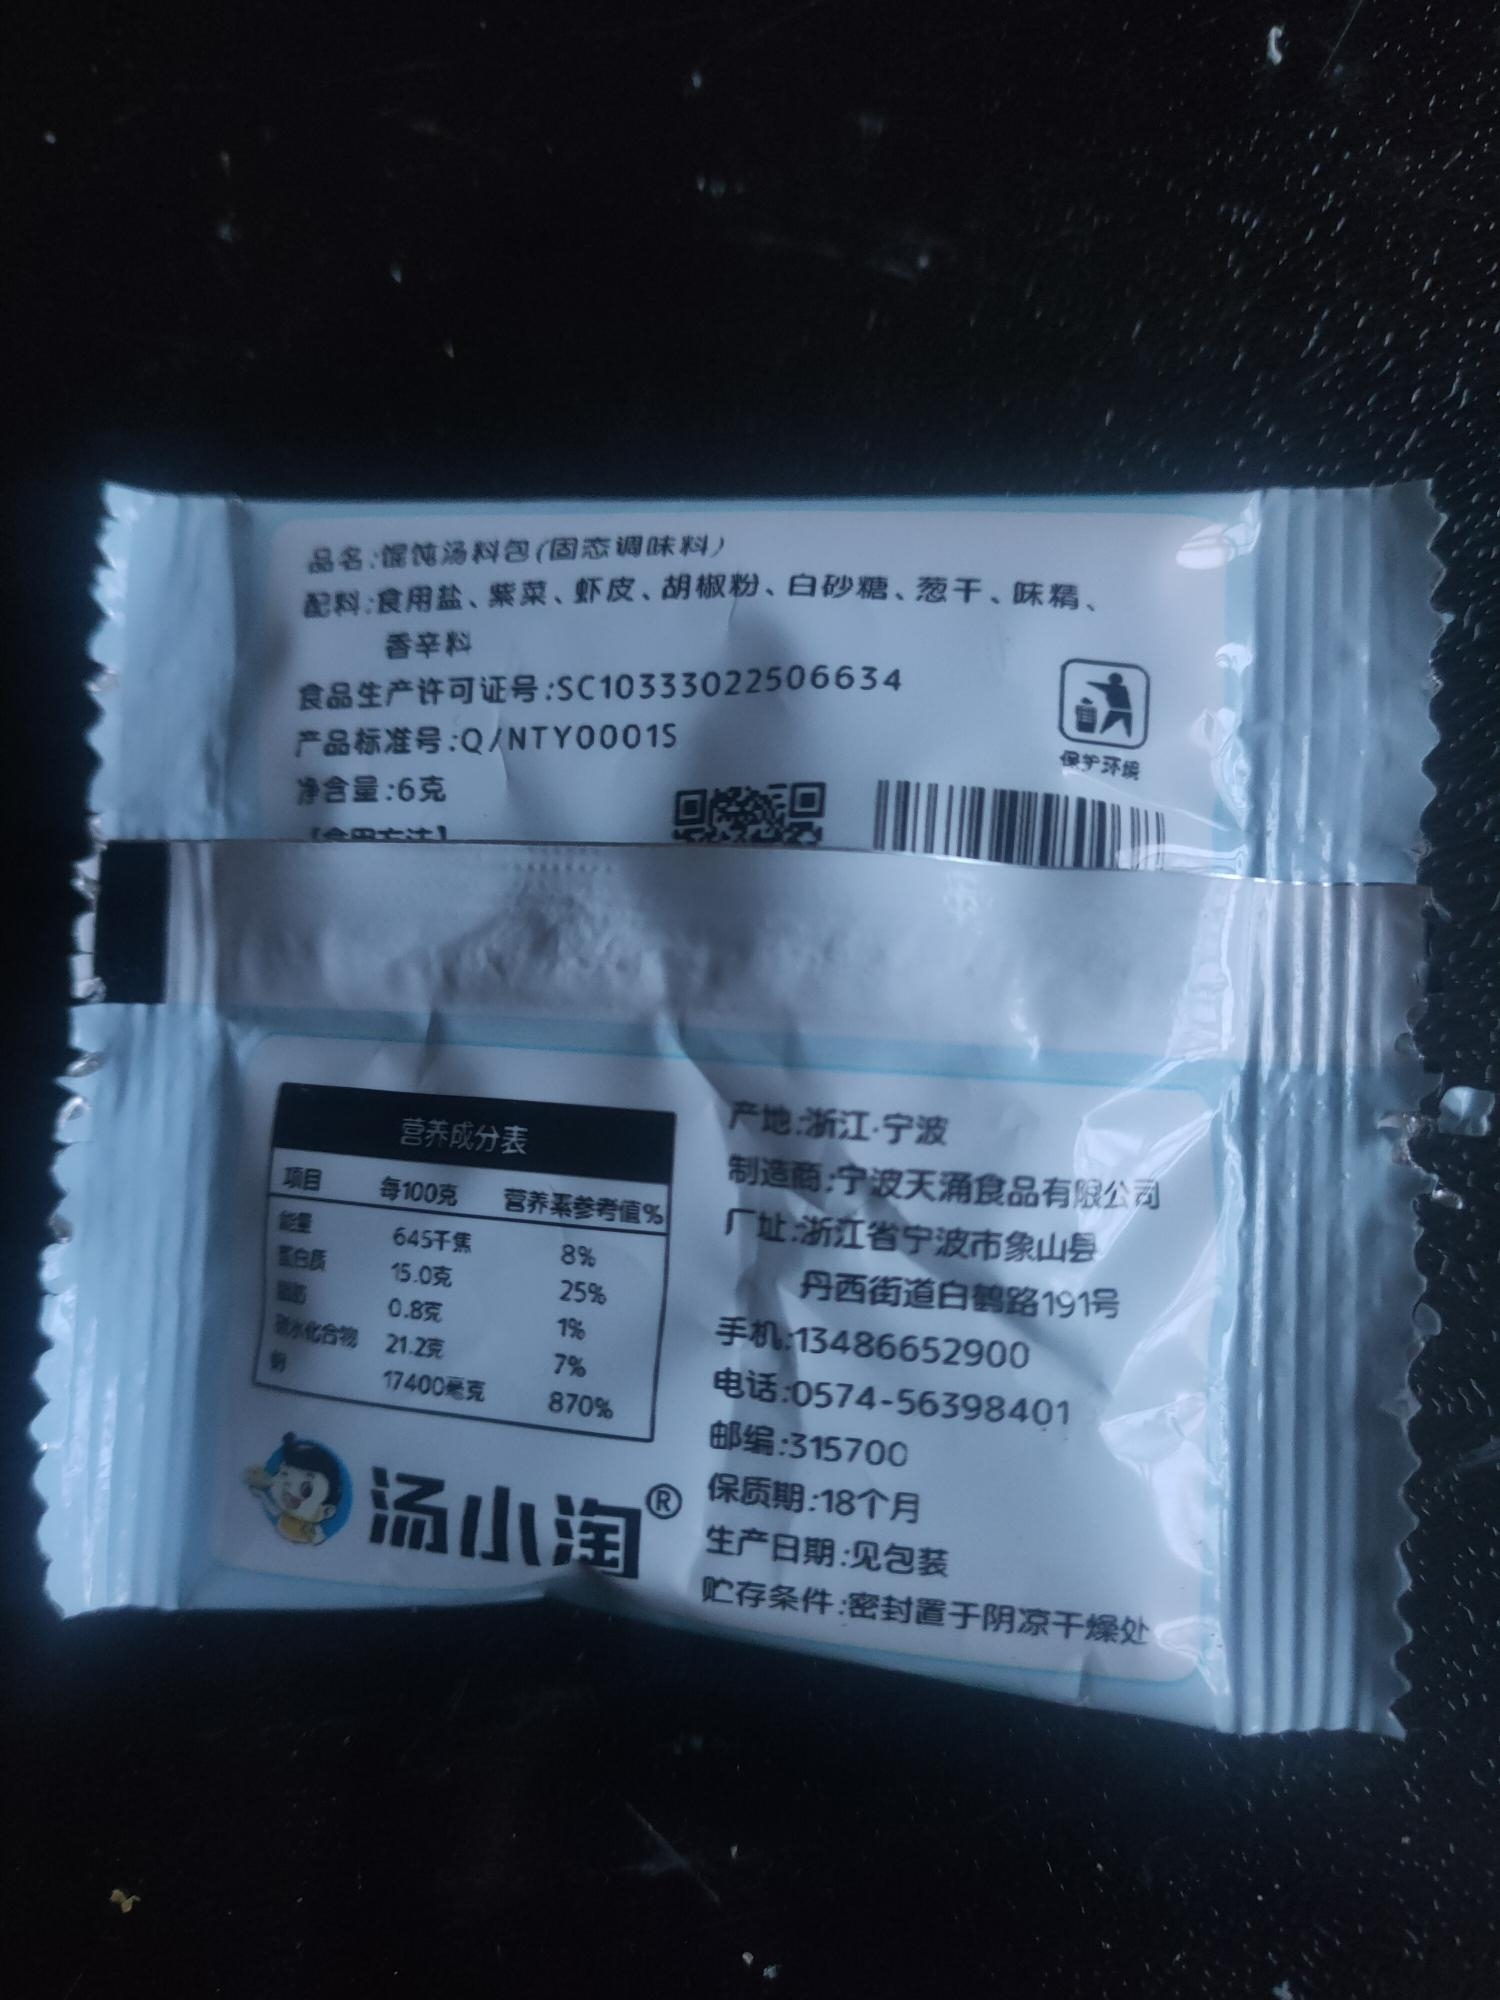 品名:馄饨汤料包(固态调味料)
配料:食用盐、紫菜、虾皮、胡椒粉、白砂糖、葱干、味精、
香辛料
食品生产许可证号:SC10333022506634
产品标准号:Q/NTY0001S
净含量:6克
【食用方法】
保护环境
营养成分表
项目 每100克 营养素参考值%
能量 645千焦 8%
蛋白质 15.0克 25%
脂肪 0.8克 1%
碳水化合物 21.2克 7%
钠 17400毫克 870%
汤小淘®
产地:浙江·宁波
制造商:宁波天涌食品有限公司
厂址:浙江省宁波市象山县
丹西街道白鹤路191号
手机:13486652900
电话:0574-56398401
邮编:315700
保质期:18个月
生产日期:见包装
贮存条件:密封置于阴凉干燥处